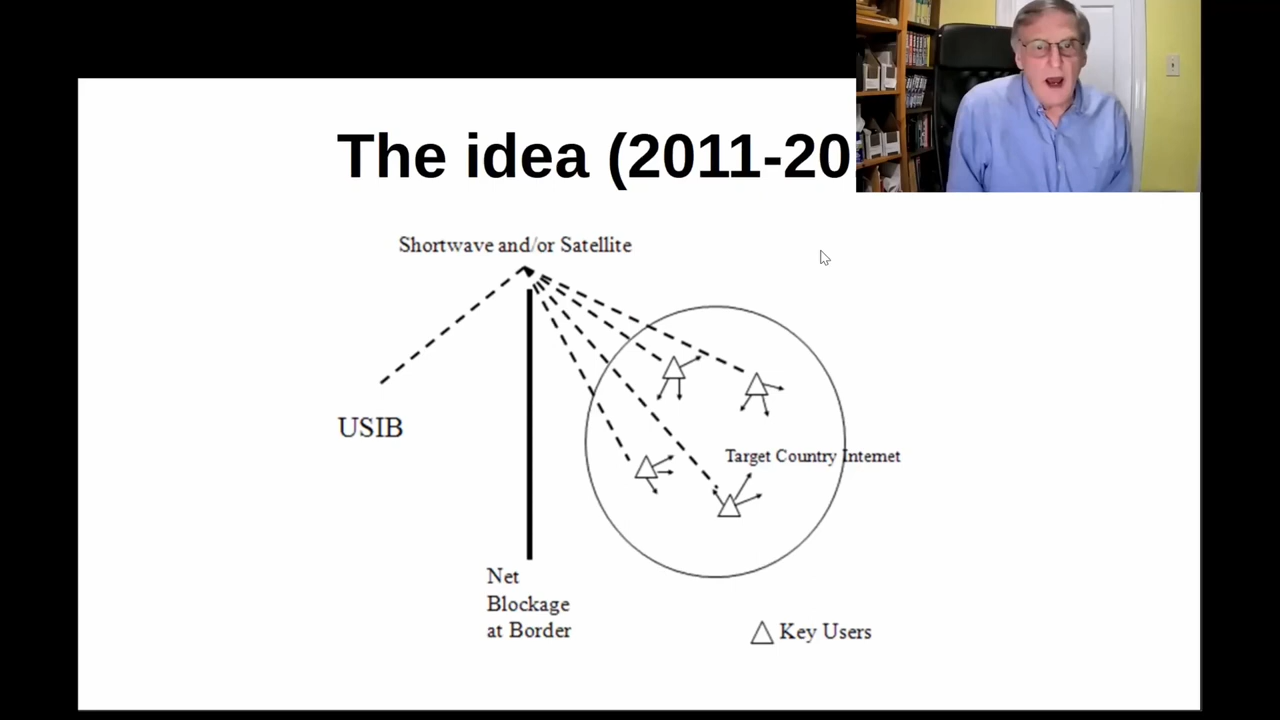 The idea (2011-20
Shortwave and/or Satellite
USIB
Target Country Internet
Net
Blockage
at Border
Key Users